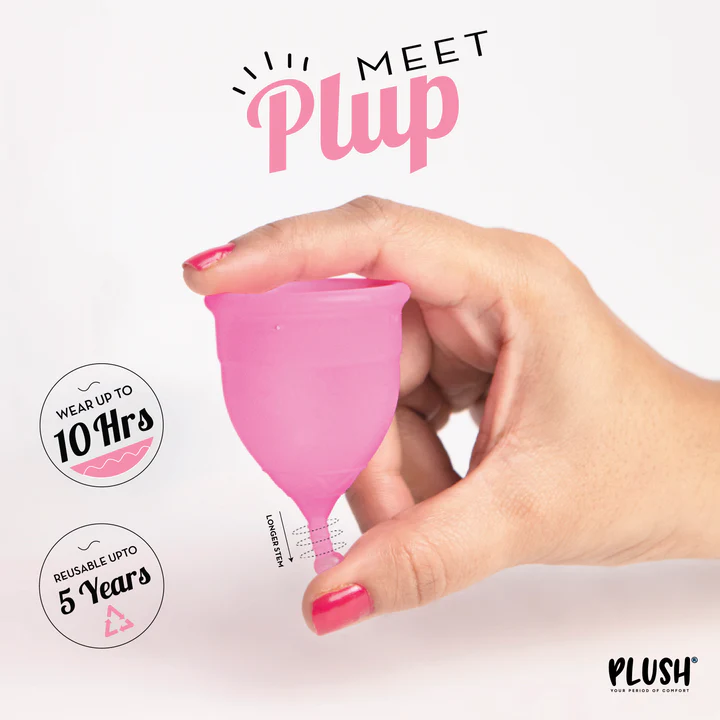 MEET
Plup
WEAR UP TO
10 Hrs
LONGER STEM
REUSABLE UPTO
5 Years
PLUSH®
YOUR PERIOD OF COMFORT